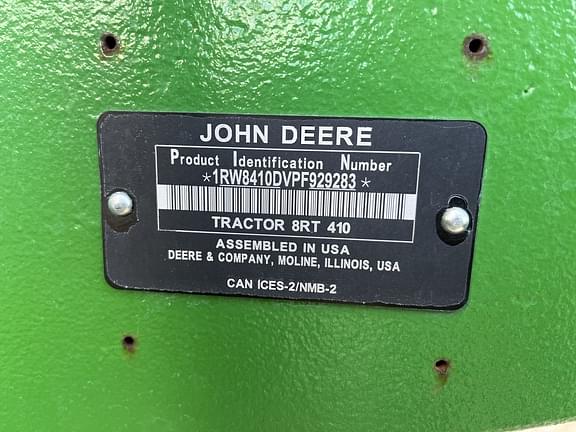 JOHN DEERE
Product Identification Number
*1RW8410DVPF929283*
TRACTOR 8RT 410
ASSEMBLED IN USA
DEERE & COMPANY, MOLINE, ILLINOIS, USA
CAN ICES-2/NMB-2